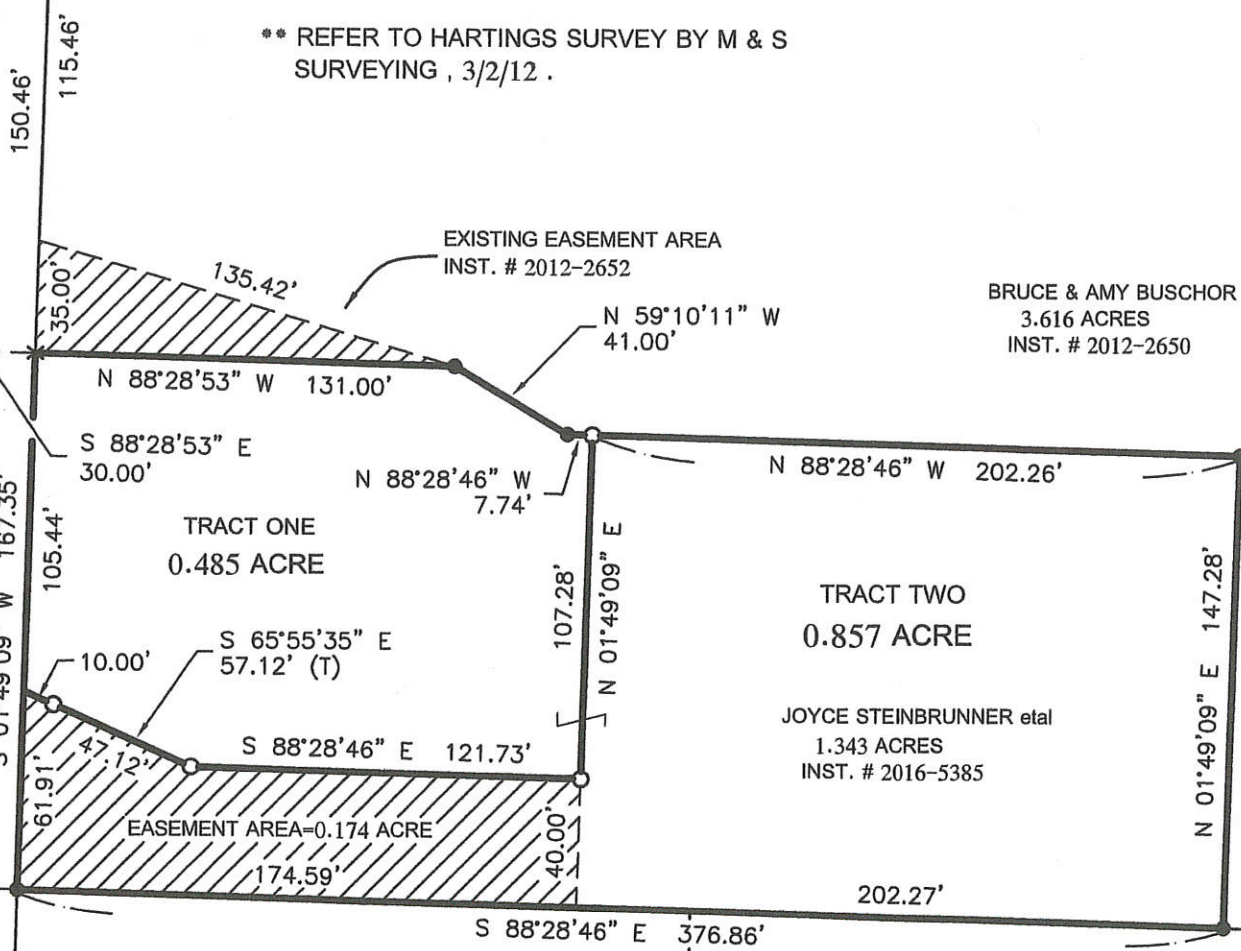 ** REFER TO HARTINGS SURVEY BY M & S
SURVEYING , 3/2/12 .
150.46'
115.46'
EXISTING EASEMENT AREA
INST. # 2012-2652
135.42'
35.00'
N 59°10'11" W
41.00'
BRUCE & AMY BUSCHOR
3.616 ACRES
INST. # 2012-2650
N 88°28'53" W 131.00'
S 88°28'53" E
30.00'
N 88°28'46" W
7.74'
N 88°28'46" W 202.26'
S 01°49'09" W 167.35'
105.44'
TRACT ONE
0.485 ACRE
107.28'
N 01°49'09" E
TRACT TWO
0.857 ACRE
N 01°49'09" E 147.28'
10.00'
S 65°55'35" E
57.12' (T)
47.12'
S 88°28'46" E 121.73'
JOYCE STEINBRUNNER etal
1.343 ACRES
INST. # 2016-5385
61.91'
EASEMENT AREA=0.174 ACRE
40.00'
174.59'
202.27'
S 88°28'46" E 376.86'